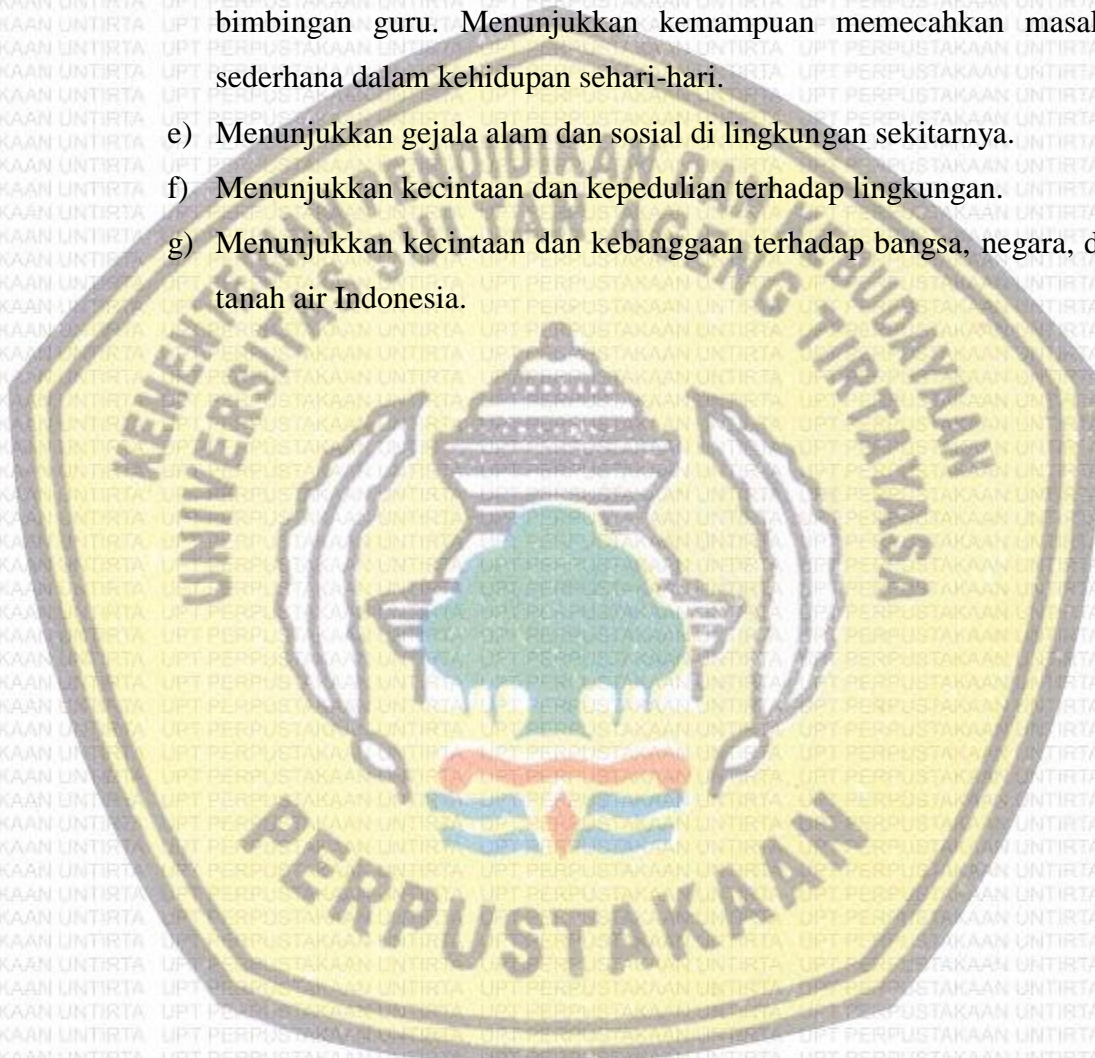 bimbingan guru. Menunjukkan kemampuan memecahkan masal
sederhana dalam kehidupan sehari-hari.
e) Menunjukkan gejala alam dan sosial di lingkungan sekitarnya.
f) Menunjukkan kecintaan dan kepedulian terhadap lingkungan.
g) Menunjukkan kecintaan dan kebanggaan terhadap bangsa, negara, d
tanah air Indonesia.
KEMENTERIAN PENDIDIKAN DAN KEBUDAYAAN
UNIVERSITAS SULTAN AGENG TIRTAYASA
PERPUSTAKAAN